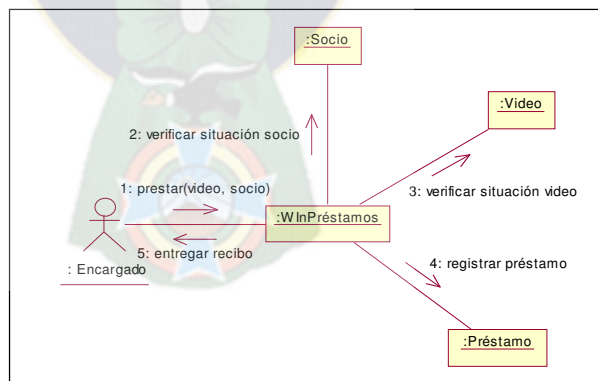 :Socio
:Video
2: verificar situación socio
1: prestar(video, socio)
3: verificar situación video
:WInPréstamos
5: entregar recibo
4: registrar préstamo
: Encargado
:Préstamo